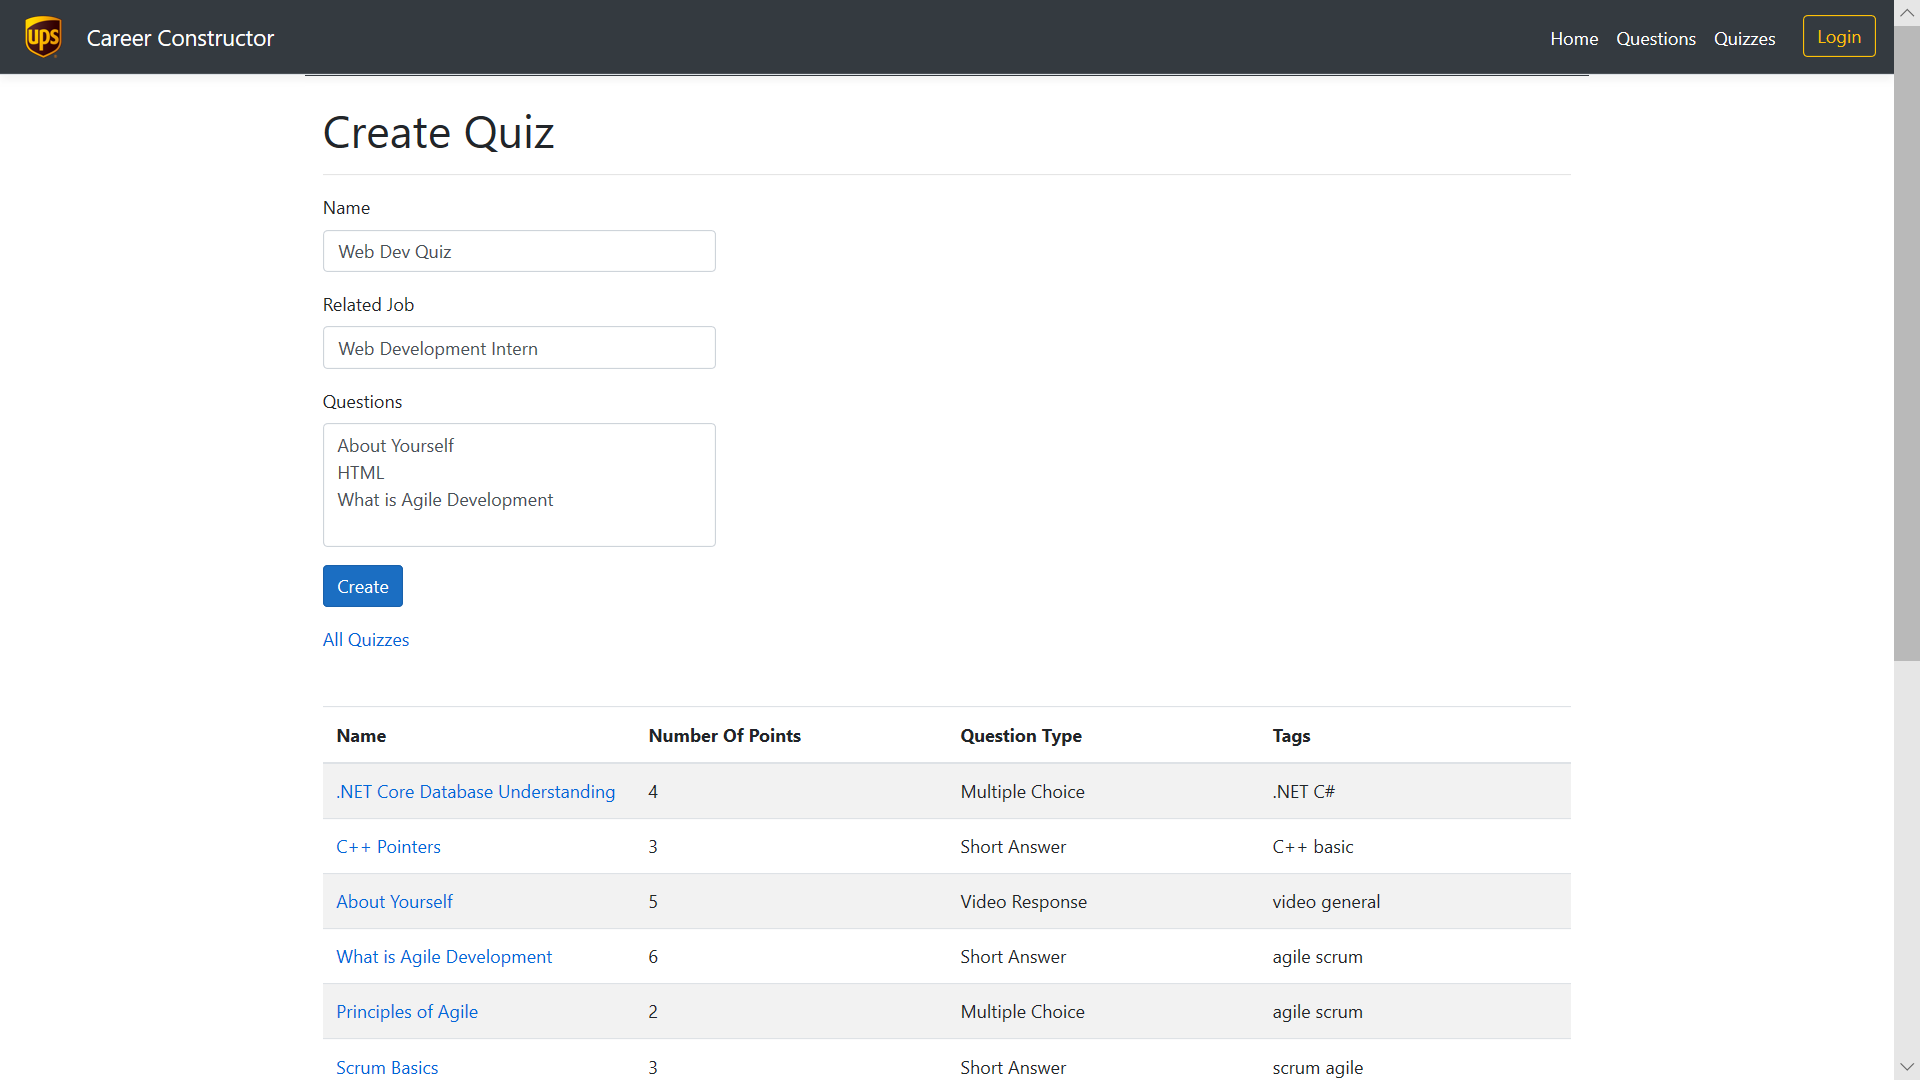 ups
Career Constructor
Home Questions Quizzes Login
Create Quiz
Name
Web Dev Quiz
Related Job
Web Development Intern
Questions
About Yourself
HTML
What is Agile Development
Create
All Quizzes
Name Number Of Points Question Type Tags
.NET Core Database Understanding 4 Multiple Choice .NET C#
C++ Pointers 3 Short Answer C++ basic
About Yourself 5 Video Response video general
What is Agile Development 6 Short Answer agile scrum
Principles of Agile 2 Multiple Choice agile scrum
Scrum Basics 3 Short Answer scrum agile